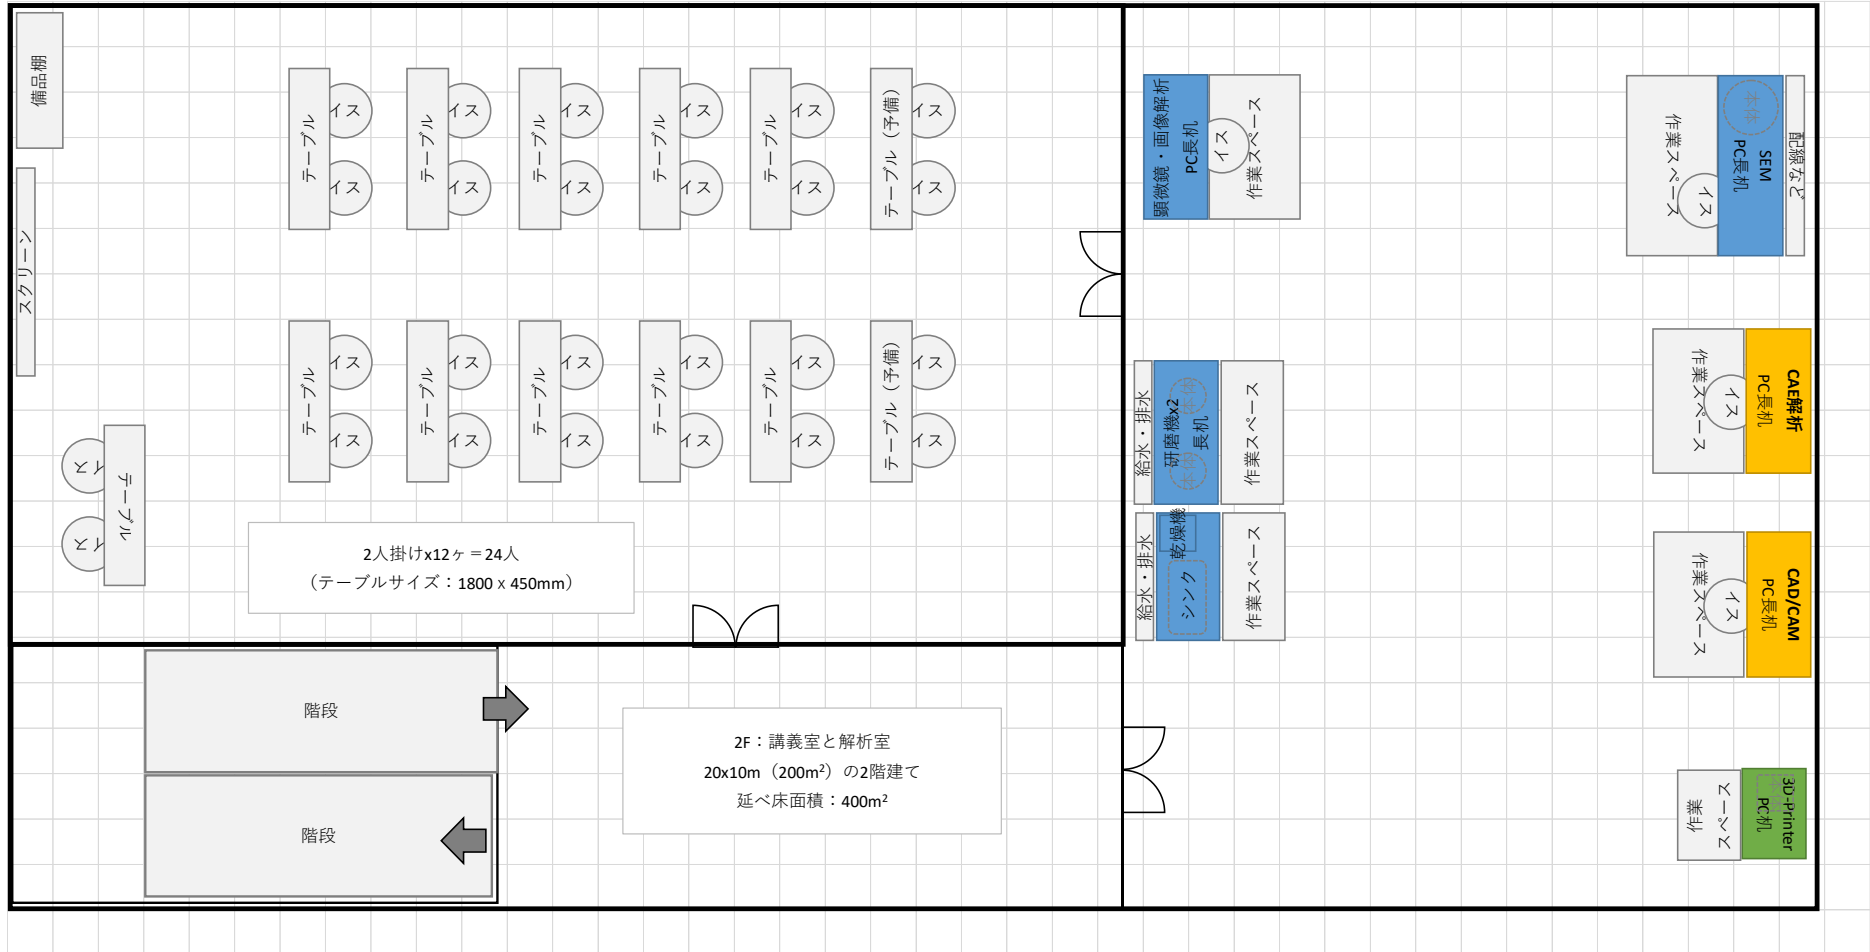 備品棚
スクリーン
テーブル
イス
イス
テーブル
イス
イス
テーブル
イス
イス
テーブル
イス
イス
テーブル
イス
イス
テーブル（予備）
イス
イス
テーブル
イス
イス
テーブル
イス
イス
テーブル
イス
イス
テーブル
イス
イス
テーブル
イス
イス
テーブル（予備）
イス
イス
テーブル
イス
イス
2人掛けx12ヶ＝24人
（テーブルサイズ：1800 x 450mm）
階段
階段
2F：講義室と解析室
20x10m（200m²）の2階建て
延べ床面積：400m²
顕微鏡・画像解析
PC長机
イス
作業スペース
給水・排水
研磨機x2
長机
本体
本体
作業スペース
給水・排水
乾燥機
シンク
作業スペース
作業スペース
イス
本体
SEM
PC長机
配線など
作業スペース
イス
CAE解析
PC長机
作業スペース
イス
CAD/CAM
PC長机
作業
スペース
3D-Printer
PC机
本体